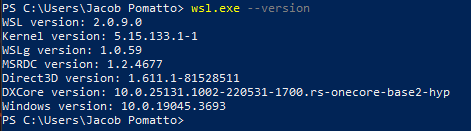 PS C:\Users\Jacob Pomatto> wsl.exe --version
WSL version: 2.0.9.0
Kernel version: 5.15.133.1-1
WSLg version: 1.0.59
MSRDC version: 1.2.4677
Direct3D version: 1.611.1-81528511
DXCore version: 10.0.25131.1002-220531-1700.rs-onecore-base2-hyp
Windows version: 10.0.19045.3693
PS C:\Users\Jacob Pomatto>